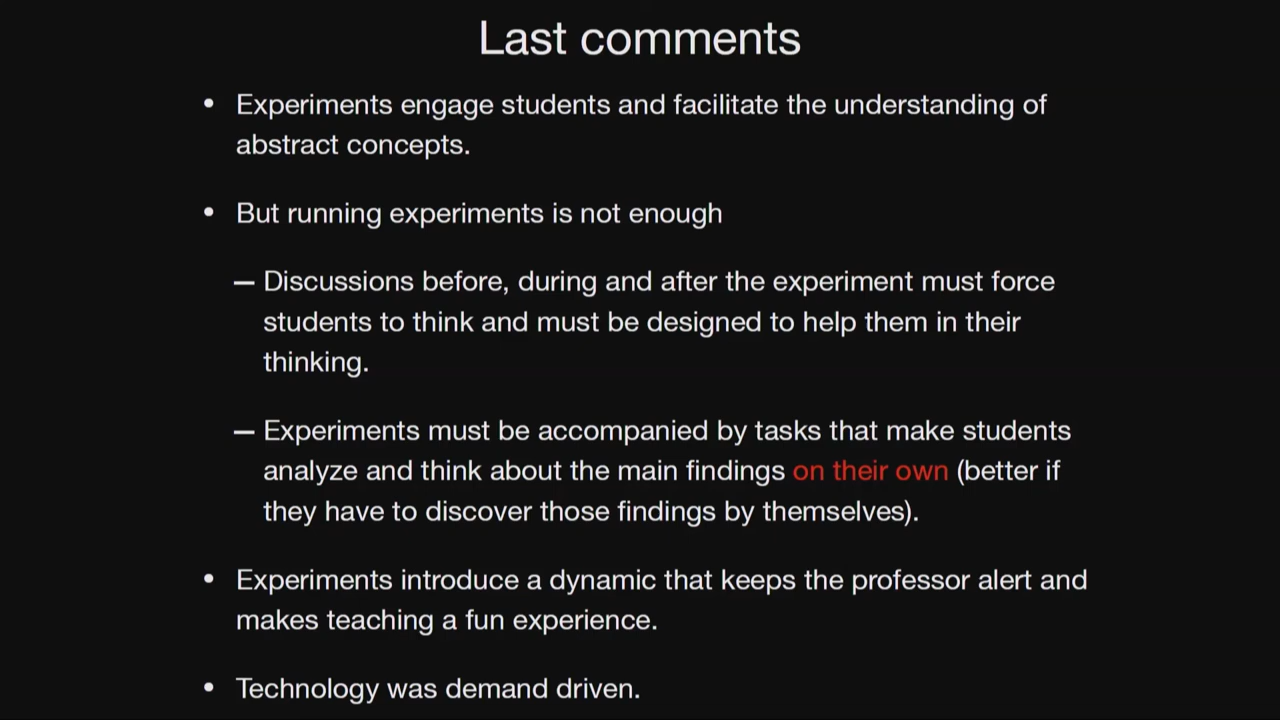 Last comments
• Experiments engage students and facilitate the understanding of
abstract concepts.
• But running experiments is not enough
– Discussions before, during and after the experiment must force
students to think and must be designed to help them in their
thinking.
– Experiments must be accompanied by tasks that make students
analyze and think about the main findings on their own (better if
they have to discover those findings by themselves).
• Experiments introduce a dynamic that keeps the professor alert and
makes teaching a fun experience.
• Technology was demand driven.